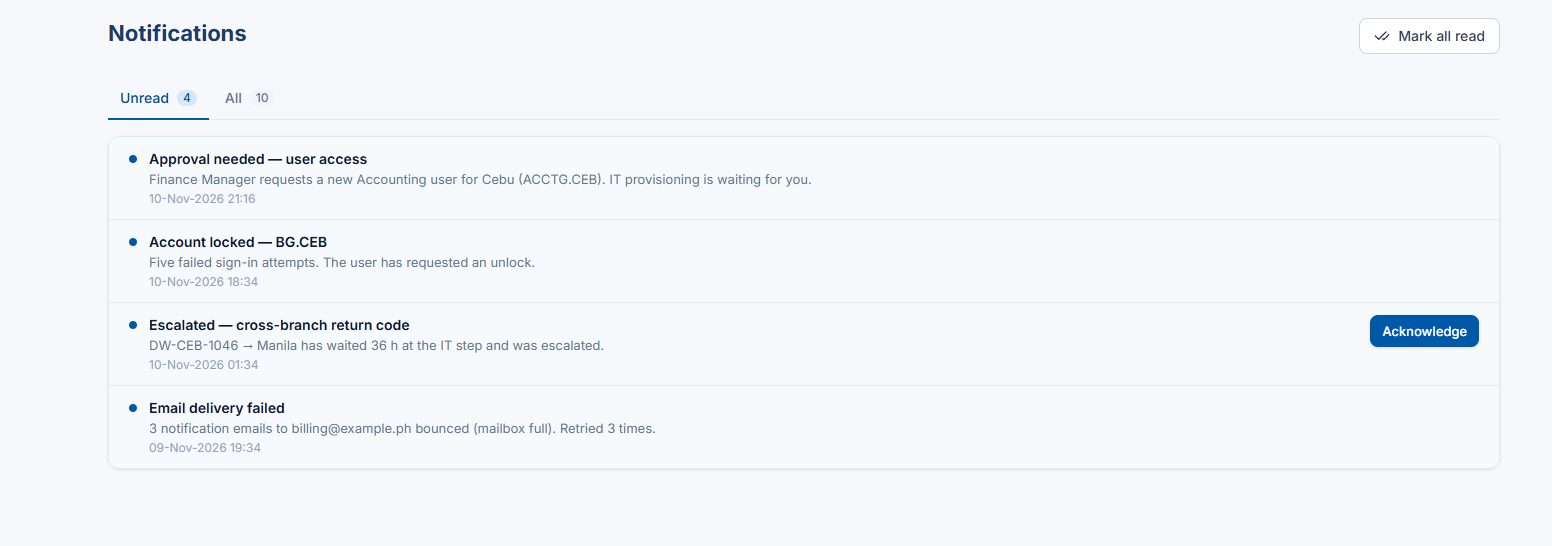 Notifications
Mark all read
Unread 4 All 10
Approval needed — user access
Finance Manager requests a new Accounting user for Cebu (ACCTG.CEB). IT provisioning is waiting for you.
10-Nov-2026 21:16
Account locked — BG.CEB
Five failed sign-in attempts. The user has requested an unlock.
10-Nov-2026 18:34
Escalated — cross-branch return code
Acknowledge
DW-CEB-1046 → Manila has waited 36 h at the IT step and was escalated.
10-Nov-2026 01:34
Email delivery failed
3 notification emails to billing@example.ph bounced (mailbox full). Retried 3 times.
09-Nov-2026 19:34